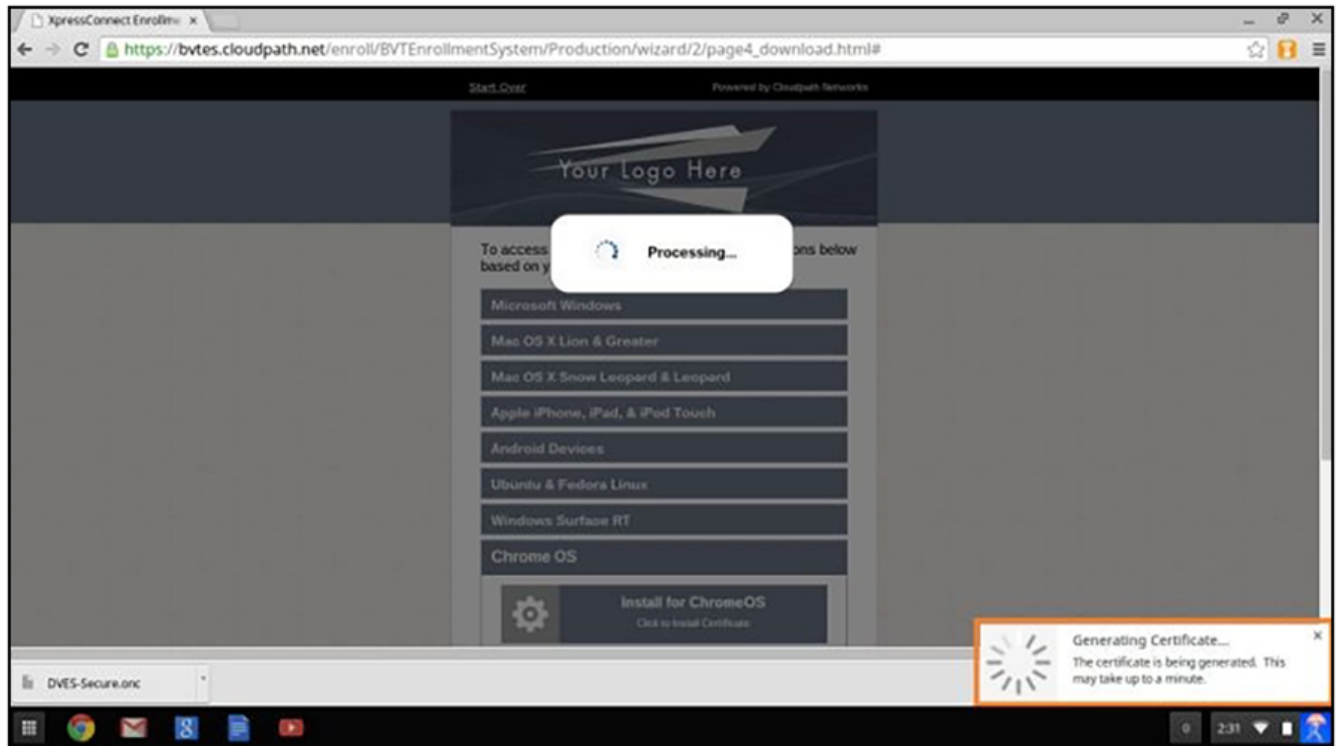 XpressConnect Enrollme
https://bvtes.cloudpath.net/enroll/BVTEnrollmentSystem/Production/wizard/2/page4_download.html#
Start Over
Powered by Cloudpath Networks
Your Logo Here
To access
ons below
based on y
Processing...
Microsoft Windows
Mac OS X Lion & Greater
Mac OS X Snow Leopard & Leopard
Apple iPhone, iPad, & iPod Touch
Android Devices
Ubuntu & Fedora Linux
Windows Surface RT
Chrome OS
Install for ChromeOS
Click to Install Certificate
Generating Certificate...
The certificate is being generated. This
may take up to a minute.
DVES-Secure.onc
8
0
2:31